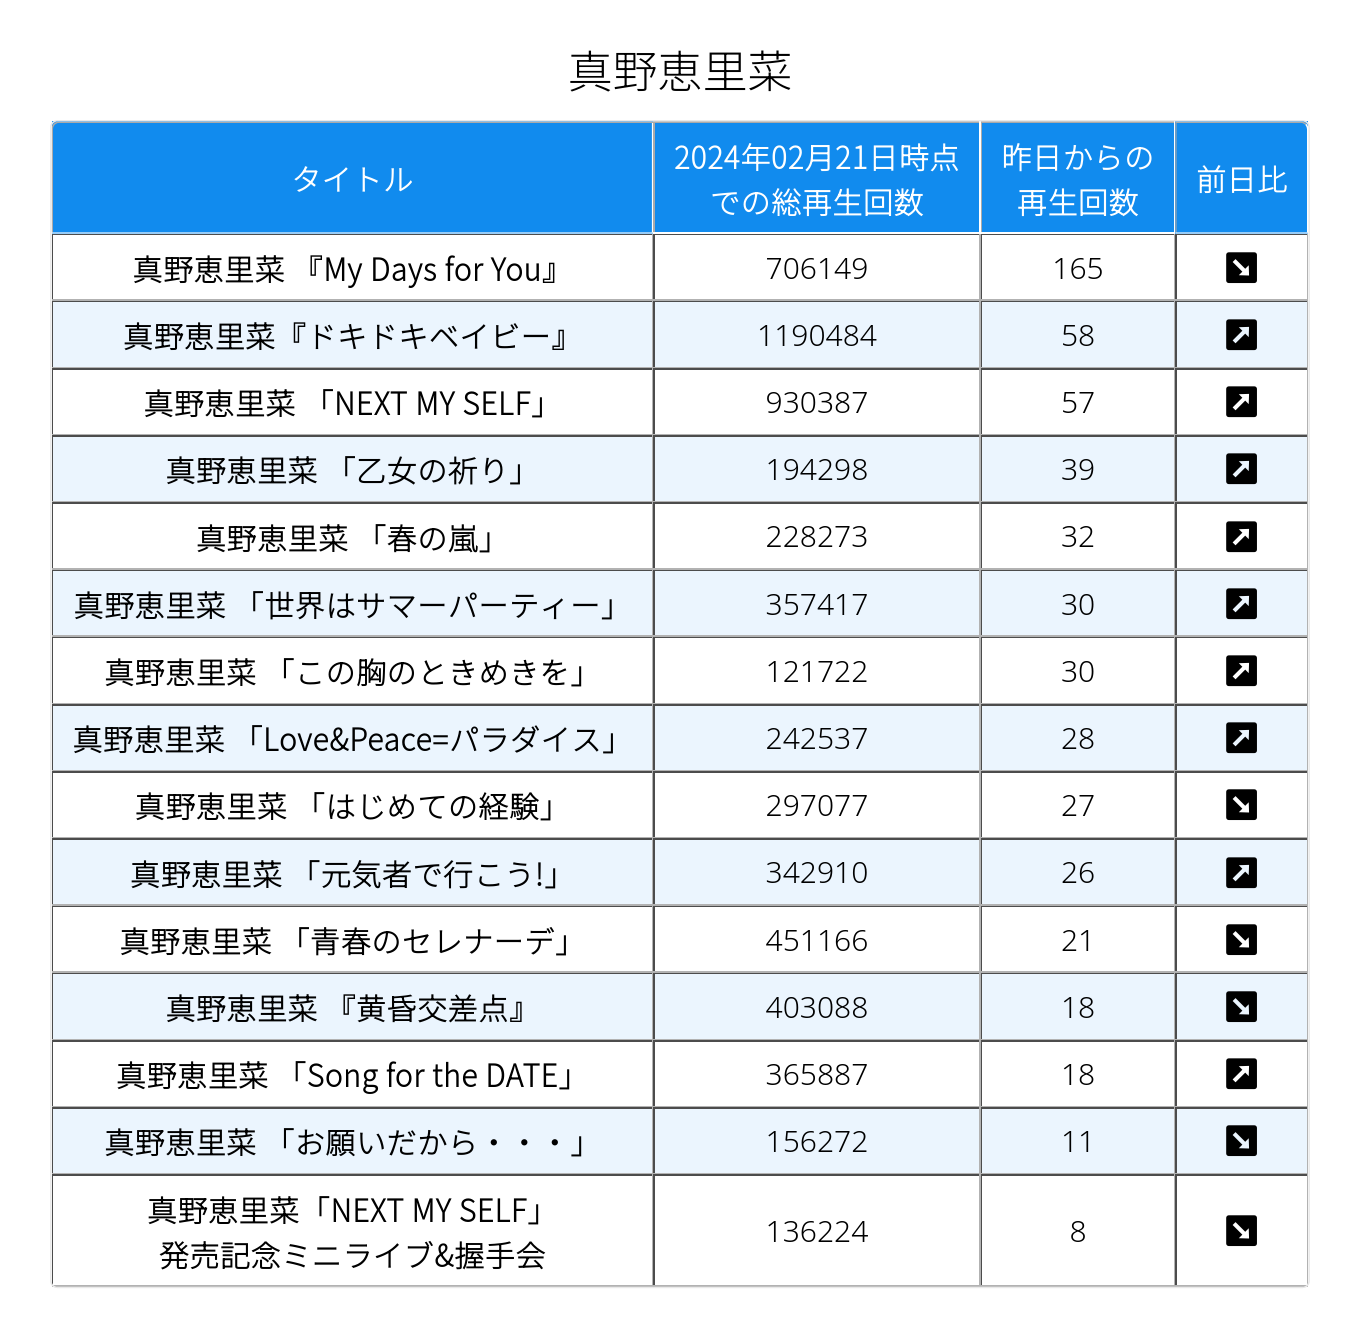 真野恵里菜
タイトル
2024年02月21日時点
での総再生回数
昨日からの
再生回数
前日比
真野恵里菜 『My Days for You』 706149 165 ↘
真野恵里菜『ドキドキベイビー』 1190484 58 ↗
真野恵里菜 「NEXT MY SELF」 930387 57 ↗
真野恵里菜 「乙女の祈り」 194298 39 ↗
真野恵里菜 「春の嵐」 228273 32 ↗
真野恵里菜 「世界はサマーパーティー」 357417 30 ↗
真野恵里菜 「この胸のときめきを」 121722 30 ↗
真野恵里菜 「Love&Peace=パラダイス」 242537 28 ↗
真野恵里菜 「はじめての経験」 297077 27 ↘
真野恵里菜 「元気者で行こう!」 342910 26 ↗
真野恵里菜 「青春のセレナーデ」 451166 21 ↘
真野恵里菜 『黄昏交差点』 403088 18 ↘
真野恵里菜 「Song for the DATE」 365887 18 ↗
真野恵里菜 「お願いだから・・・」 156272 11 ↘
真野恵里菜「NEXT MY SELF」
発売記念ミニライブ&握手会 136224 8 ↘